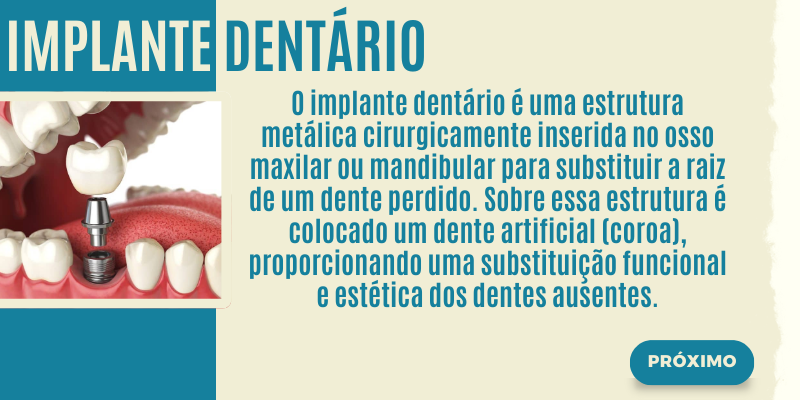 IMPLANTE DENTÁRIO
O implante dentário é uma estrutura
metálica cirurgicamente inserida no osso
maxilar ou mandibular para substituir a raiz
de um dente perdido. Sobre essa estrutura é
colocado um dente artificial (coroa),
proporcionando uma substituição funcional
e estética dos dentes ausentes.
PRÓXIMO